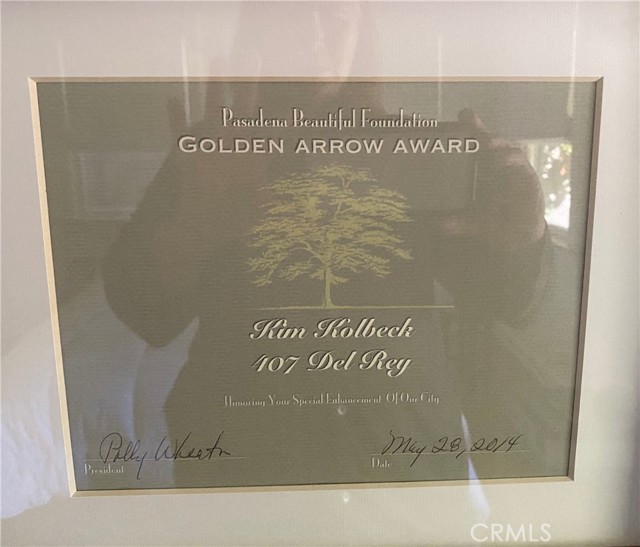 Pasadena Beautiful Foundation
GOLDEN ARROW AWARD
Kim Kolbeck
407 Del Rey
Honoring Your Special Enhancement Of Our City
Polly Wheaton
President
May 28, 2014
Date
CRMLS